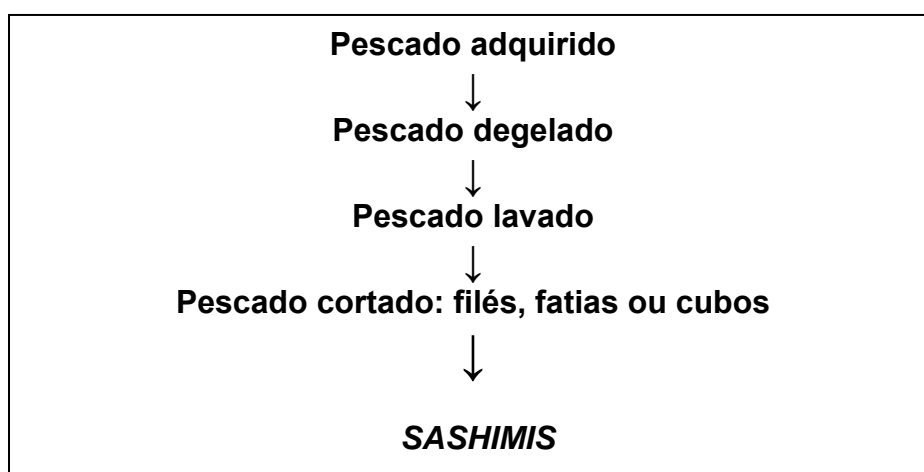 Pescado adquirido
↓
Pescado degelado
↓
Pescado lavado
↓
Pescado cortado: filés, fatias ou cubos
↓
SASHIMIS